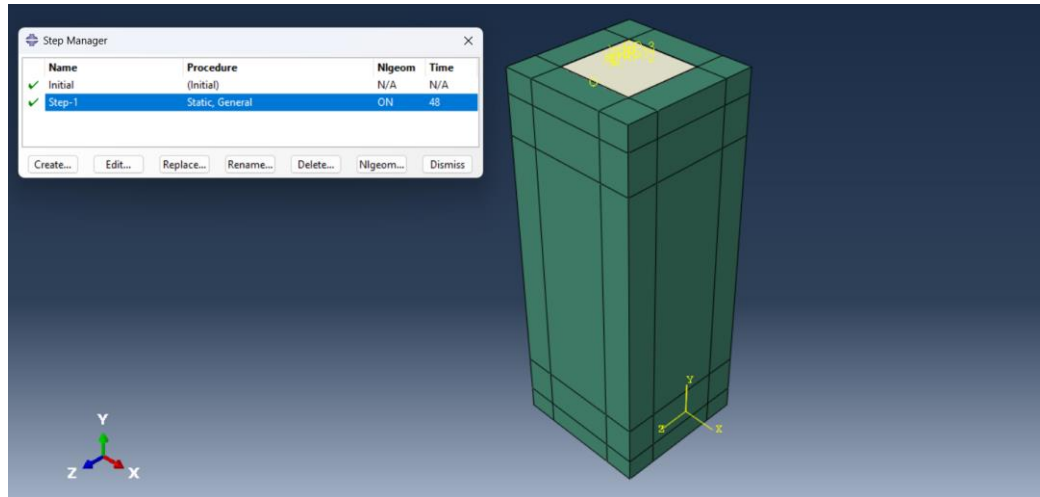 Step Manager
Name Procedure Nlgeom Time
Initial (Initial) N/A N/A
Step-1 Static, General ON 48
Create... Edit... Replace... Rename... Delete... Nlgeom... Dismiss
Y
Z X
Y
Z X